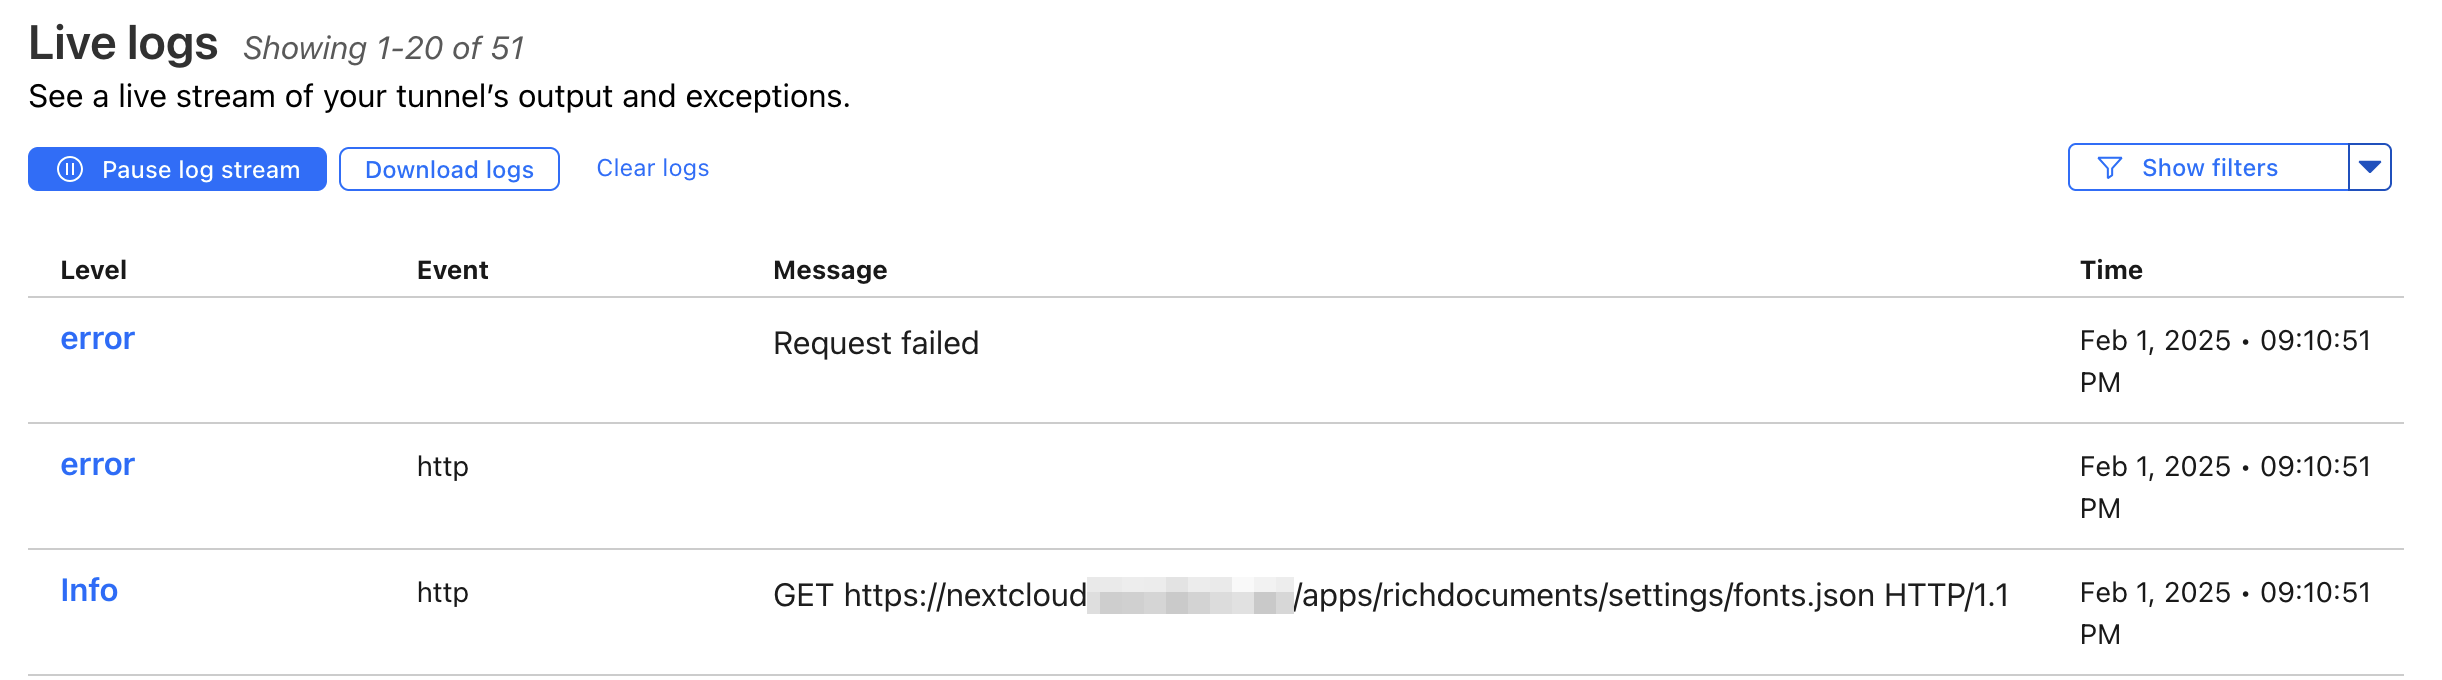 Live logs Showing 1-20 of 51
See a live stream of your tunnel's output and exceptions.
Pause log stream Download logs Clear logs Show filters
Level Event Message Time
error Request failed Feb 1, 2025 • 09:10:51
PM
error http Feb 1, 2025 • 09:10:51
PM
Info http GET https://nextcloud /apps/richdocuments/settings/fonts.json HTTP/1.1 Feb 1, 2025 • 09:10:51
PM